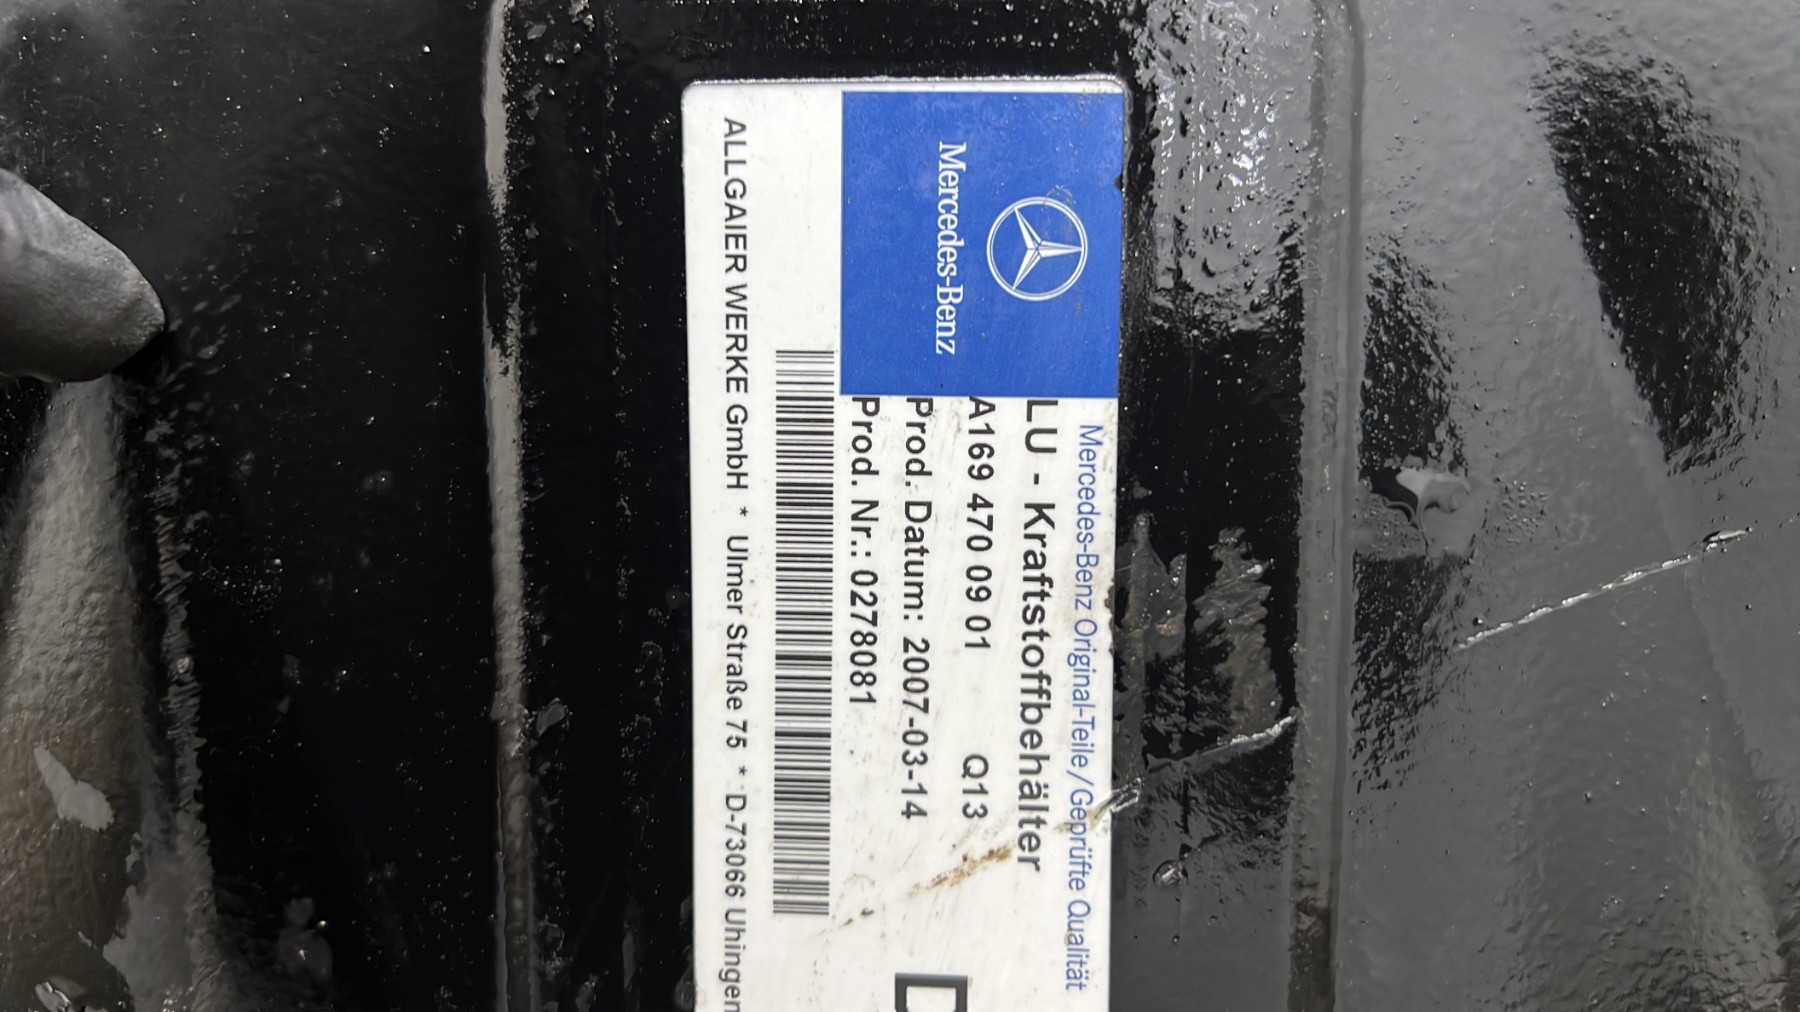 Mercedes-Benz
Mercedes-Benz Original-Teile/Geprüfte Qualität
LU - Kraftstoffbehälter
A169 470 09 01 Q13
Prod. Datum: 2007-03-14
Prod. Nr.: 0278081
D
ALLGAIER WERKE GmbH * Ulmer Straße 75 * D-73066 Uhingen